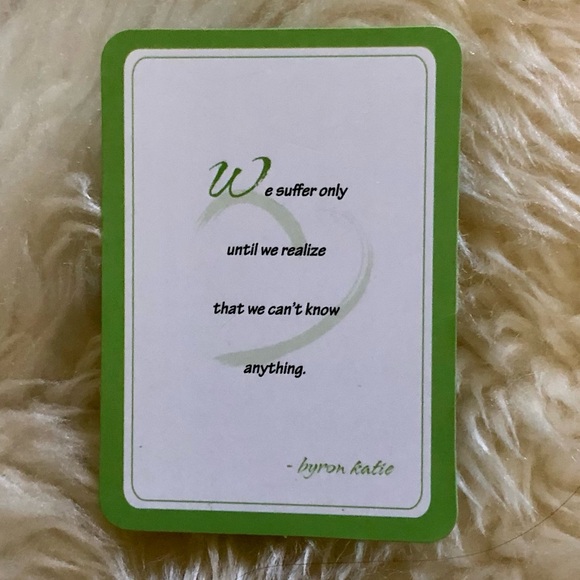 We suffer only
until we realize
that we can't know
anything.
- byron katie